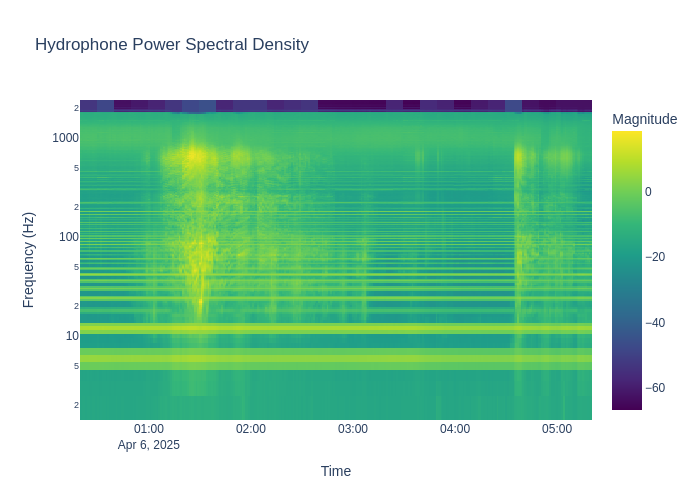 Hydrophone Power Spectral Density
Magnitude
2
1000
5
2
100
5
2
10
5
2
Frequency (Hz)
0
−20
−40
−60
01:00 02:00 03:00 04:00 05:00
Apr 6, 2025
Time